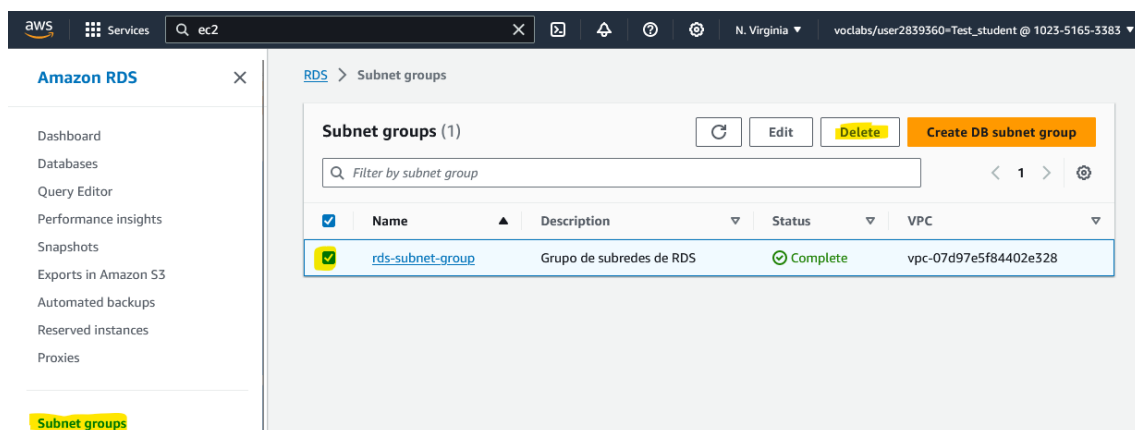 aws Services ec2 N. Virginia voclabs/user2839360=Test_student @ 1023-5165-3383
Amazon RDS
Dashboard
Databases
Query Editor
Performance insights
Snapshots
Exports in Amazon S3
Automated backups
Reserved instances
Proxies
Subnet groups
RDS > Subnet groups
Subnet groups (1) Edit Delete Create DB subnet group
Filter by subnet group 1
Name Description Status VPC
rds-subnet-group Grupo de subredes de RDS Complete vpc-07d97e5f84402e328